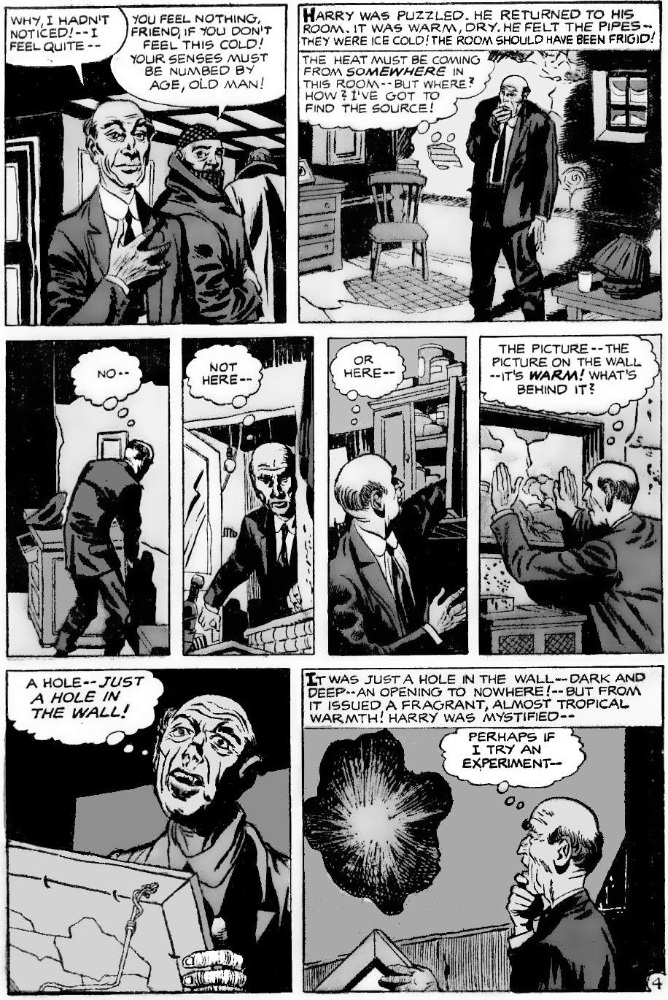 WHY, I HADN'T
NOTICED!--I
FEEL QUITE--
YOU FEEL NOTHING,
FRIEND, IF YOU DON'T
FEEL THIS COLD!
YOUR SENSES MUST
BE NUMBED BY
AGE, OLD MAN!
HARRY WAS PUZZLED. HE RETURNED TO HIS
ROOM. IT WAS WARM, DRY. HE FELT THE PIPES--
THEY WERE ICE COLD! THE ROOM SHOULD HAVE BEEN FRIGID!
THE HEAT MUST BE COMING
FROM SOMEWHERE IN
THIS ROOM--BUT WHERE?
HOW? I'VE GOT TO
FIND THE SOURCE!
NO--
NOT
HERE--
OR
HERE--
THE PICTURE--THE
PICTURE ON THE WALL
--IT'S WARM! WHAT'S
BEHIND IT?
A HOLE--JUST
A HOLE IN
THE WALL!
IT WAS JUST A HOLE IN THE WALL--DARK AND
DEEP--AN OPENING TO NOWHERE!--BUT FROM
IT ISSUED A FRAGRANT, ALMOST TROPICAL
WARMTH! HARRY WAS MYSTIFIED--
PERHAPS IF
I TRY AN
EXPERIMENT--
4